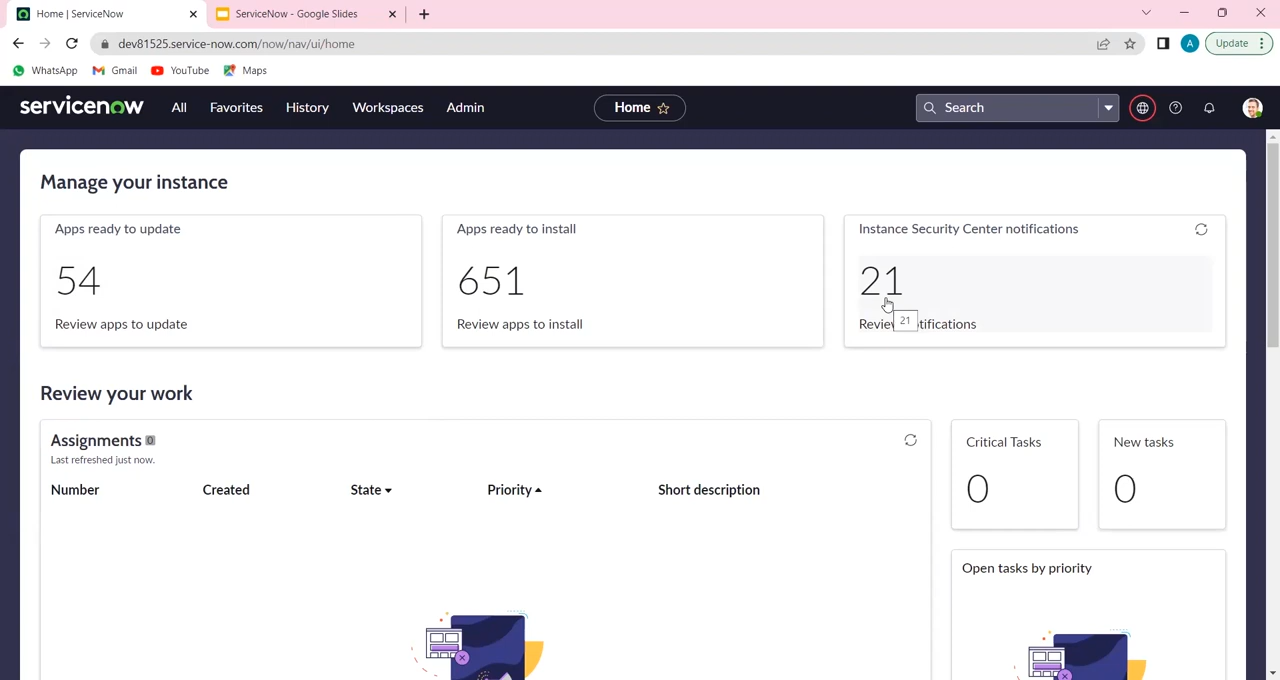 Home | ServiceNow
ServiceNow - Google Slides
dev81525.service-now.com/now/nav/ui/home
A
Update
WhatsApp
Gmail
YouTube
Maps
servicenow
All
Favorites
History
Workspaces
Admin
Home
Search
Manage your instance
Apps ready to update
54
Review apps to update
Apps ready to install
651
Review apps to install
Instance Security Center notifications
21
21
Review notifications
Review your work
Assignments 0
Last refreshed just now.
Number
Created
State
Priority
Short description
Critical Tasks
0
New tasks
0
Open tasks by priority